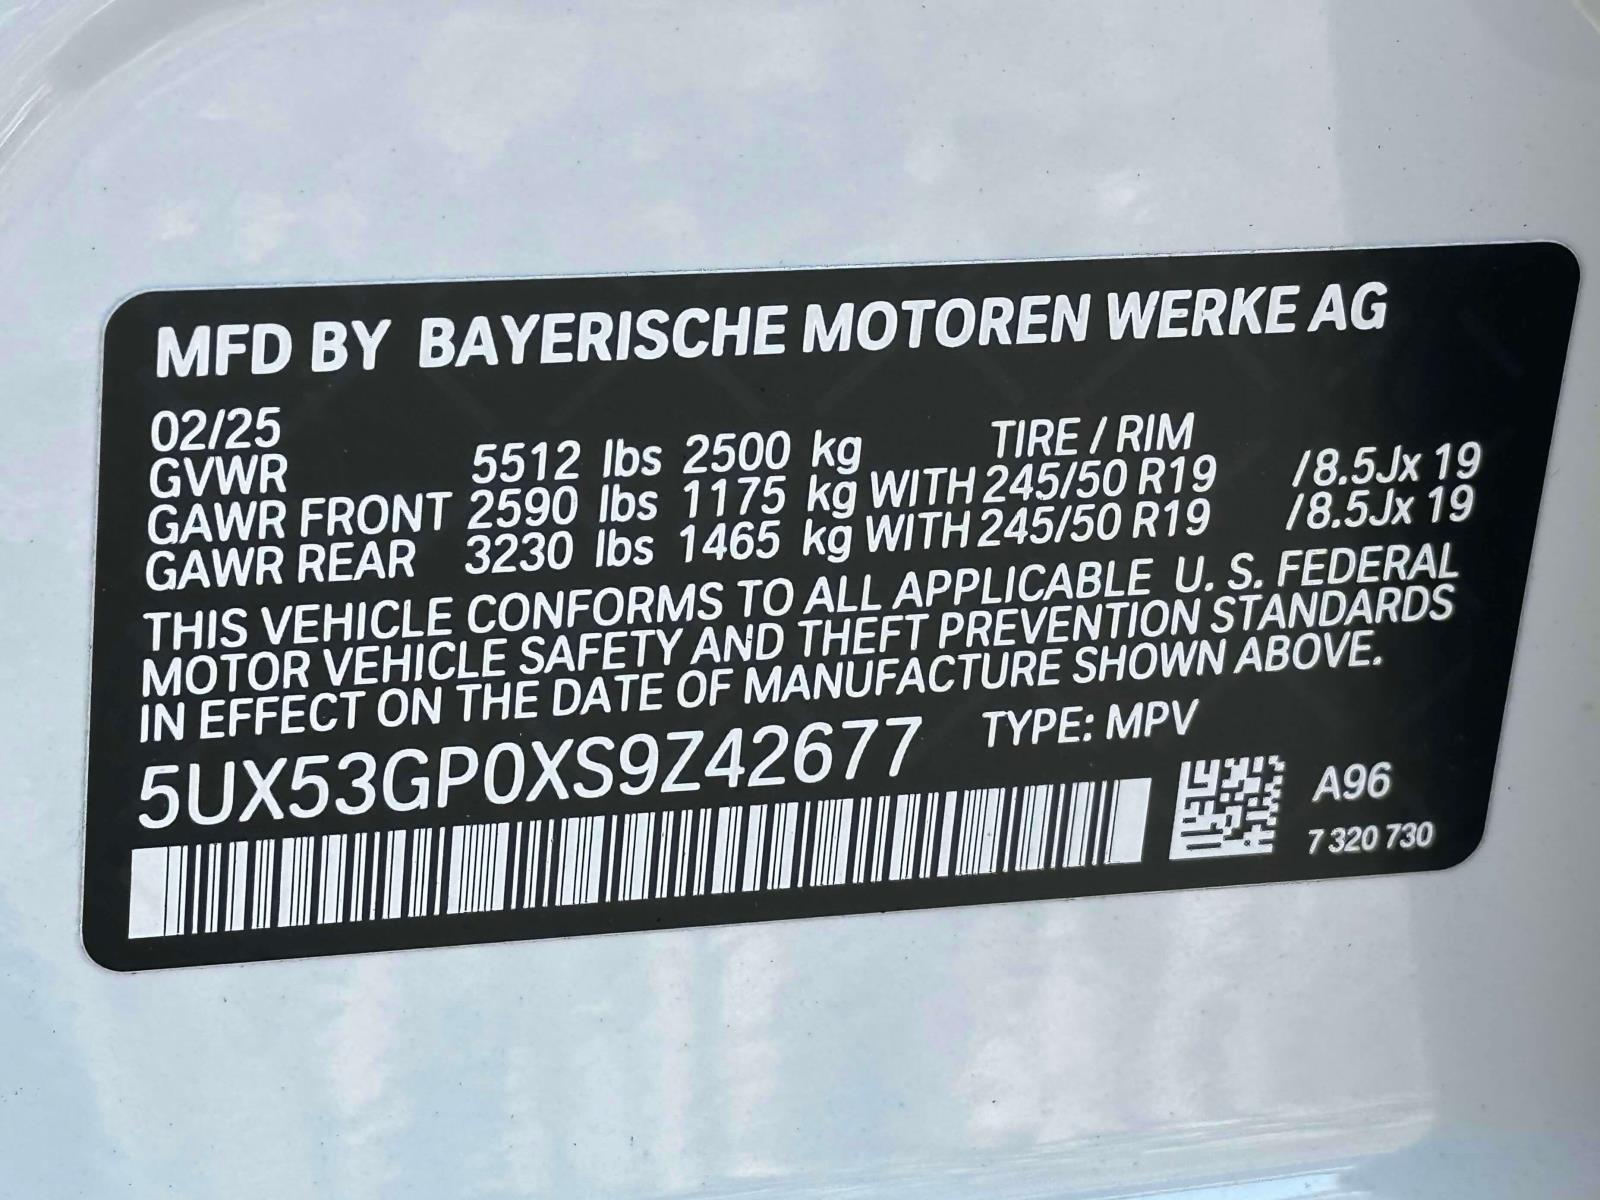 MFD BY BAYERISCHE MOTOREN WERKE AG
02/25 TIRE / RIM
GVWR 5512 lbs 2500 kg
GAWR FRONT 2590 lbs 1175 kg WITH 245/50 R19 /8.5Jx 19
GAWR REAR 3230 lbs 1465 kg WITH 245/50 R19 /8.5Jx 19
THIS VEHICLE CONFORMS TO ALL APPLICABLE U. S. FEDERAL
MOTOR VEHICLE SAFETY AND THEFT PREVENTION STANDARDS
IN EFFECT ON THE DATE OF MANUFACTURE SHOWN ABOVE.
5UX53GP0XS9Z42677 TYPE: MPV
A96
7 320 730